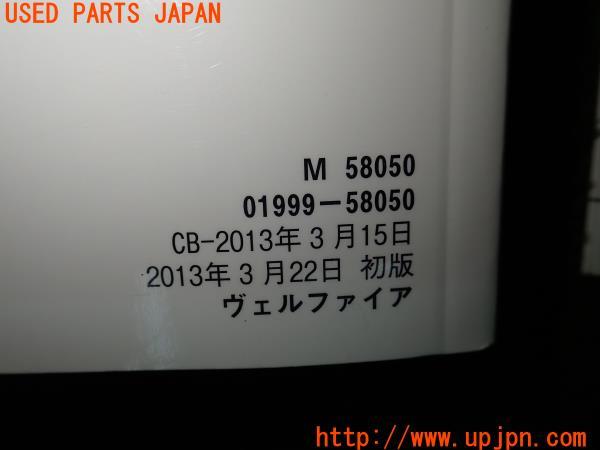 USED PARTS JAPAN
M 58050
01999-58050
CB-2013年 3 月15日
2013年 3 月22日 初版
ヴェルファイア
http://www.upjpn.com/